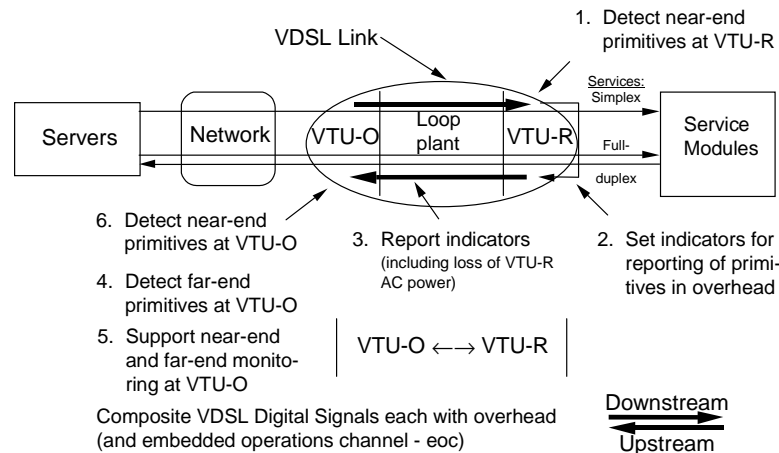 VDSL Link
1. Detect near-end
primitives at VTU-R
Services:
Simplex
Servers
Network
VTU-O
Loop
plant
VTU-R
Full-
duplex
Service
Modules
6. Detect near-end
primitives at VTU-O
4. Detect far-end
primitives at VTU-O
5. Support near-end
and far-end monito-
ring at VTU-O
3. Report indicators
(including loss of VTU-R
AC power)
2. Set indicators for
reporting of primi-
tives in overhead
VTU-O ←→ VTU-R
Composite VDSL Digital Signals each with overhead
(and embedded operations channel - eoc)
Downstream
Upstream